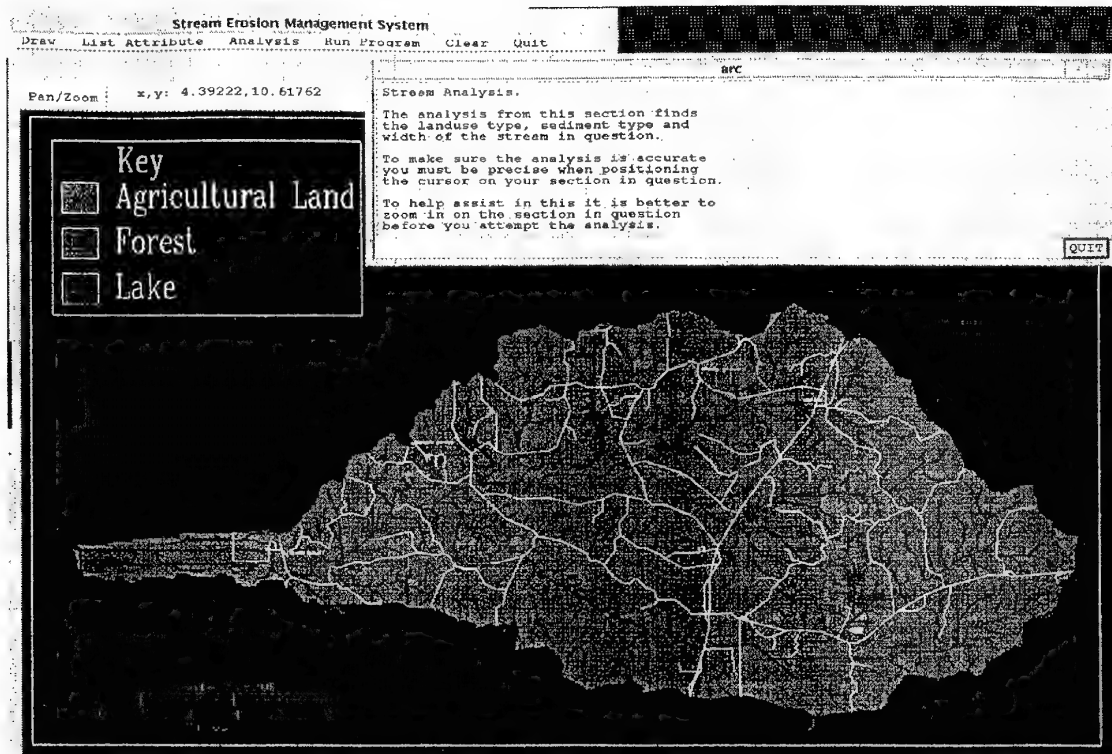 Stream Erosion Management System
Draw List Attribute Analysis Run Program Clear Quit
Pan/Zoom x,y: 4.39222,10.61762
arc
Stream Analysis.
The analysis from this section finds
the landuse type, sediment type and
width of the stream in question.
To make sure the analysis is accurate
you must be precise when positioning
the cursor on your section in question.
To help assist in this it is better to
zoom in on the section in question
before you attempt the analysis.
QUIT
Key
Agricultural Land
Forest
Lake